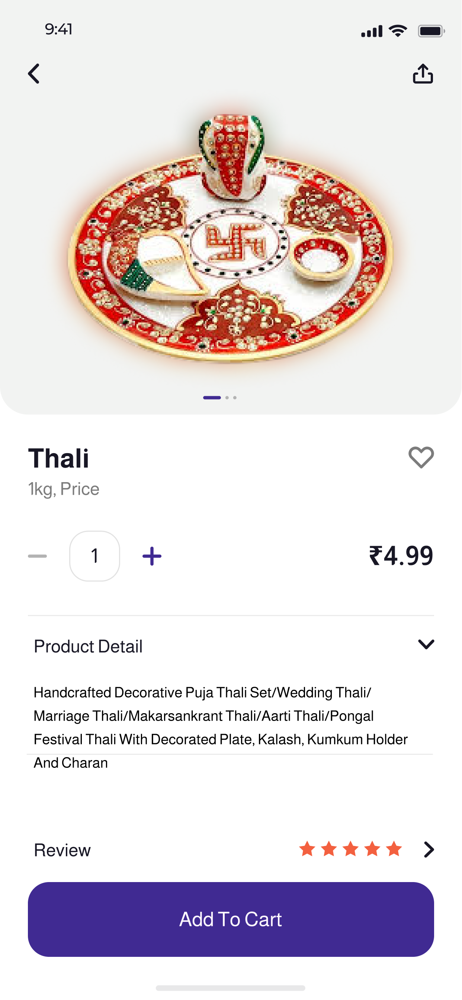 9:41
Thali
1kg, Price
1
₹4.99
Product Detail
Handcrafted Decorative Puja Thali Set/Wedding Thali/
Marriage Thali/Makarsankrant Thali/Aarti Thali/Pongal
Festival Thali With Decorated Plate, Kalash, Kumkum Holder
And Charan
Review
Add To Cart